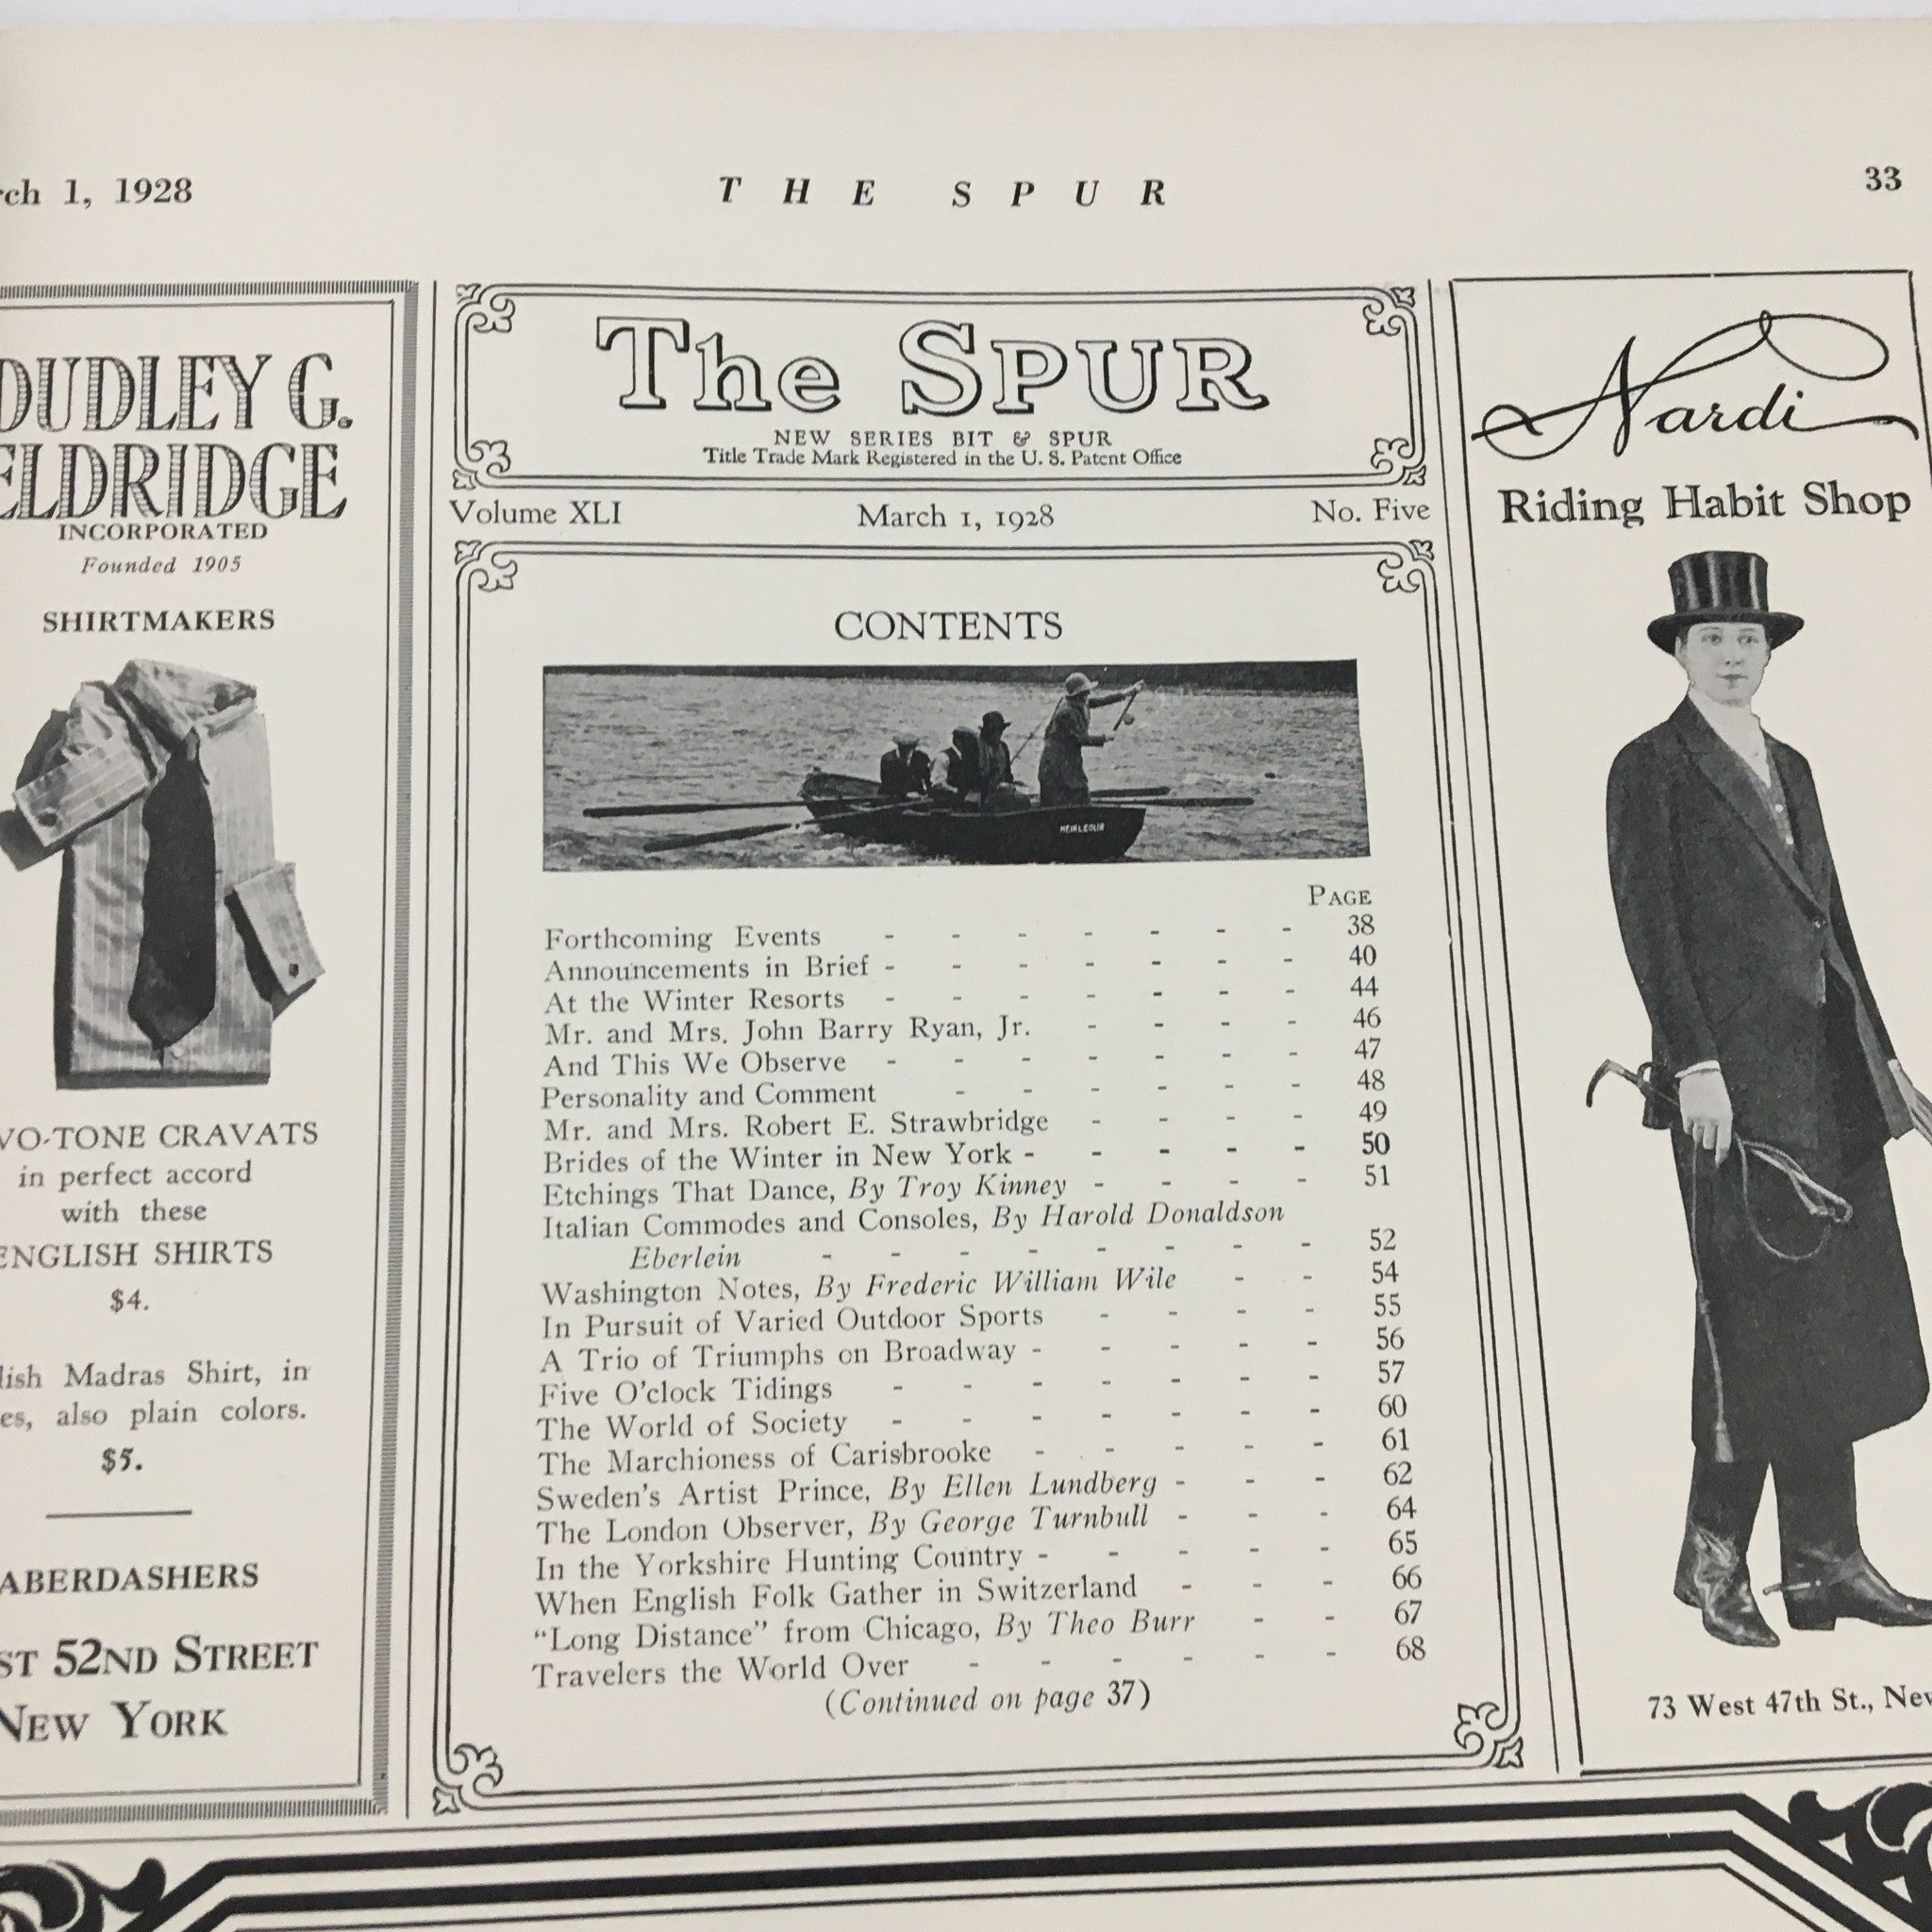 1, 1928
THE SPUR
33
DUDLEY G.
ELDRIDGE
INCORPORATED
Founded 1905
SHIRTMAKERS
CRAVATS
in perfect accord
with these
ENGLISH SHIRTS
$4.
Madras Shirt, in
also plain colors.
$5.
52ND STREET
NEW YORK
The SPUR
NEW SERIES BIT & SPUR
Title Trade Mark Registered in the U. S. Patent Office
Volume XLI March 1, 1928 No. Five
CONTENTS
PAGE
Forthcoming Events - - - - - - - 38
Announcements in Brief - - - - - - - 40
At the Winter Resorts - - - - - - - 44
Mr. and Mrs. John Barry Ryan, Jr. - - - - 46
And This We Observe - - - - - - - 47
Personality and Comment - - - - - - 48
Mr. and Mrs. Robert E. Strawbridge - - - - 49
Brides of the Winter in New York - - - - - 50
Etchings That Dance, By Troy Kinney - - - - 51
Italian Commodes and Consoles, By Harold Donaldson
Eberlein - - - - - - - - 52
Washington Notes, By Frederic William Wile - - 54
In Pursuit of Varied Outdoor Sports - - - - 55
A Trio of Triumphs on Broadway - - - - - 56
Five O'clock Tidings - - - - - - - 57
The World of Society - - - - - - - 60
The Marchioness of Carisbrooke - - - - - 61
Sweden's Artist Prince, By Ellen Lundberg - - - 62
The London Observer, By George Turnbull - - - 64
In the Yorkshire Hunting Country - - - - - 65
When English Folk Gather in Switzerland - - - 66
"Long Distance" from Chicago, By Theo Burr - - 67
Travelers the World Over - - - - - - 68
(Continued on page 37)
Nardi
Riding Habit Shop
73 West 47th St., New